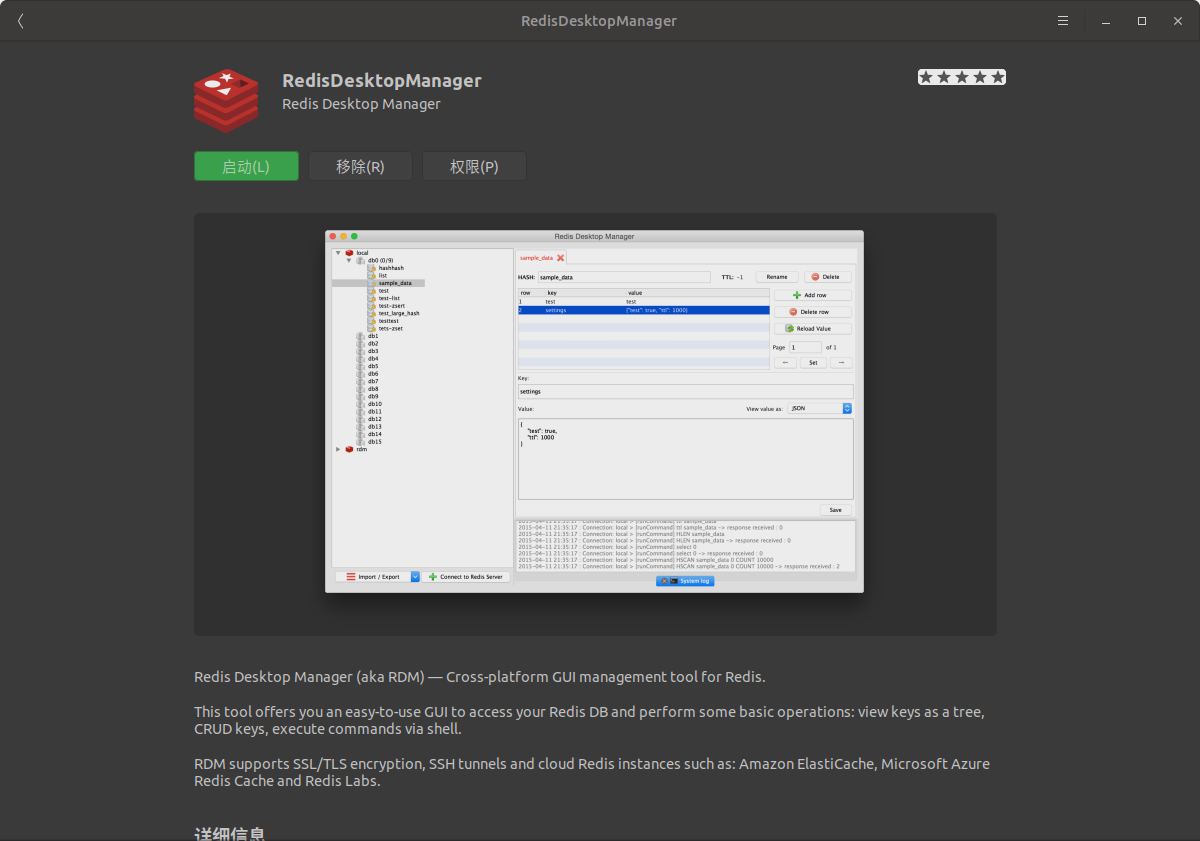 RedisDesktopManager
RedisDesktopManager
Redis Desktop Manager
启动(L) 移除(R) 权限(P)
Redis Desktop Manager
local
db0 (0/9)
hashhash
list
sample_data
test
test-list
test-zsert
test_large_hash
testtest
tets-zset
db1
db2
db3
db4
db5
db6
db7
db8
db9
db10
db11
db12
db13
db14
db15
rdm
Import / Export
Connect to Redis Server
sample_data
HASH: sample_data TTL: -1 Rename Delete
row key value
1 test test
2 settings {"test": true, "ttl": 1000}
Add row
Delete row
Reload Value
Page 1 of 1
Set
Key:
settings
Value: View value as: JSON
{
"test": true,
"ttl": 1000
}
Save
2015-04-11 21:35:17 : Connection: local > [runCommand] ttl sample_data
2015-04-11 21:35:17 : Connection: local > [runCommand] ttl sample_data -> response received : 0
2015-04-11 21:35:17 : Connection: local > [runCommand] HLEN sample_data
2015-04-11 21:35:17 : Connection: local > [runCommand] HLEN sample_data -> response received : 0
2015-04-11 21:35:17 : Connection: local > [runCommand] select 0
2015-04-11 21:35:17 : Connection: local > [runCommand] select 0 -> response received : 0
2015-04-11 21:35:17 : Connection: local > [runCommand] HSCAN sample_data 0 COUNT 10000
2015-04-11 21:35:17 : Connection: local > [runCommand] HSCAN sample_data 0 COUNT 10000 -> response received : 2
System log
Redis Desktop Manager (aka RDM) — Cross-platform GUI management tool for Redis.
This tool offers you an easy-to-use GUI to access your Redis DB and perform some basic operations: view keys as a tree,
CRUD keys, execute commands via shell.
RDM supports SSL/TLS encryption, SSH tunnels and cloud Redis instances such as: Amazon ElastiCache, Microsoft Azure
Redis Cache and Redis Labs.
详细信息